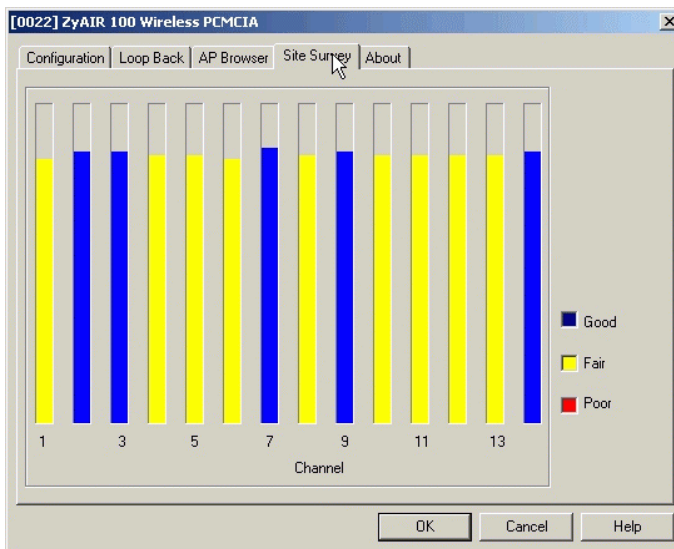 [0022] ZyAIR 100 Wireless PCMCIA
Configuration Loop Back AP Browser Site Survey About
Good
Fair
Poor
1 3 5 7 9 11 13
Channel
OK Cancel Help